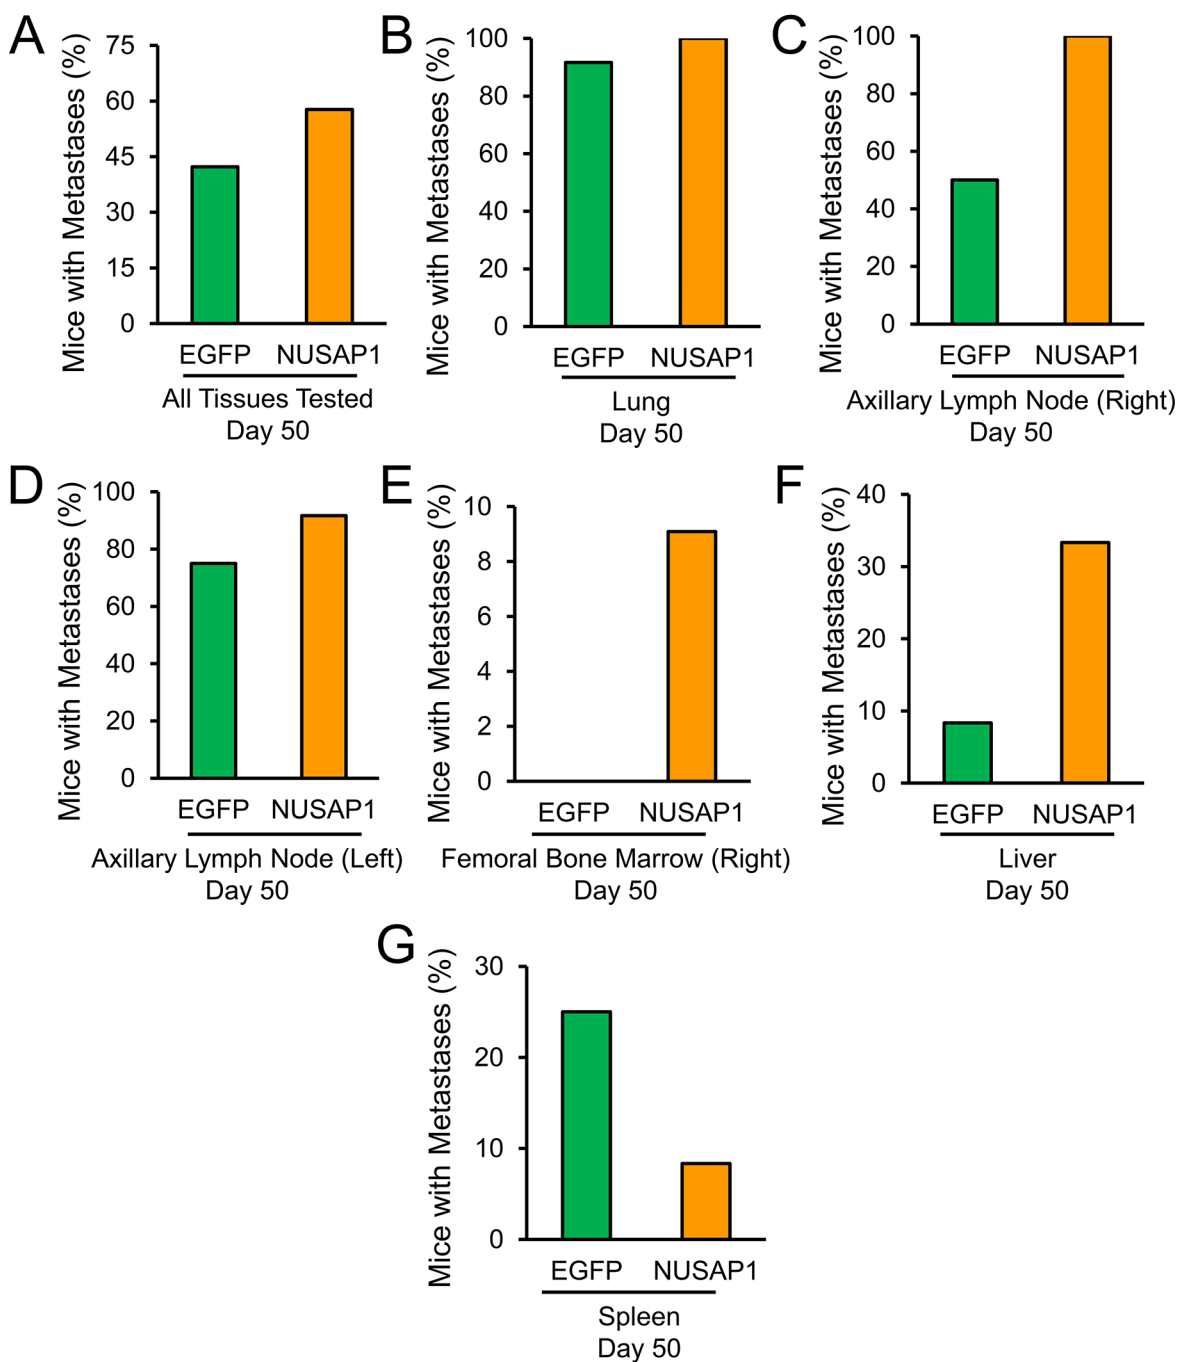 A
Mice with Metastases (%)
75
60
45
30
15
0
EGFP NUSAP1
All Tissues Tested
Day 50
B
Mice with Metastases (%)
100
80
60
40
20
0
EGFP NUSAP1
Lung
Day 50
C
Mice with Metastases (%)
100
80
60
40
20
0
EGFP NUSAP1
Axillary Lymph Node (Right)
Day 50
D
Mice with Metastases (%)
100
80
60
40
20
0
EGFP NUSAP1
Axillary Lymph Node (Left)
Day 50
E
Mice with Metastases (%)
10
8
6
4
2
0
EGFP NUSAP1
Femoral Bone Marrow (Right)
Day 50
F
Mice with Metastases (%)
40
30
20
10
0
EGFP NUSAP1
Liver
Day 50
G
Mice with Metastases (%)
30
20
10
0
EGFP NUSAP1
Spleen
Day 50